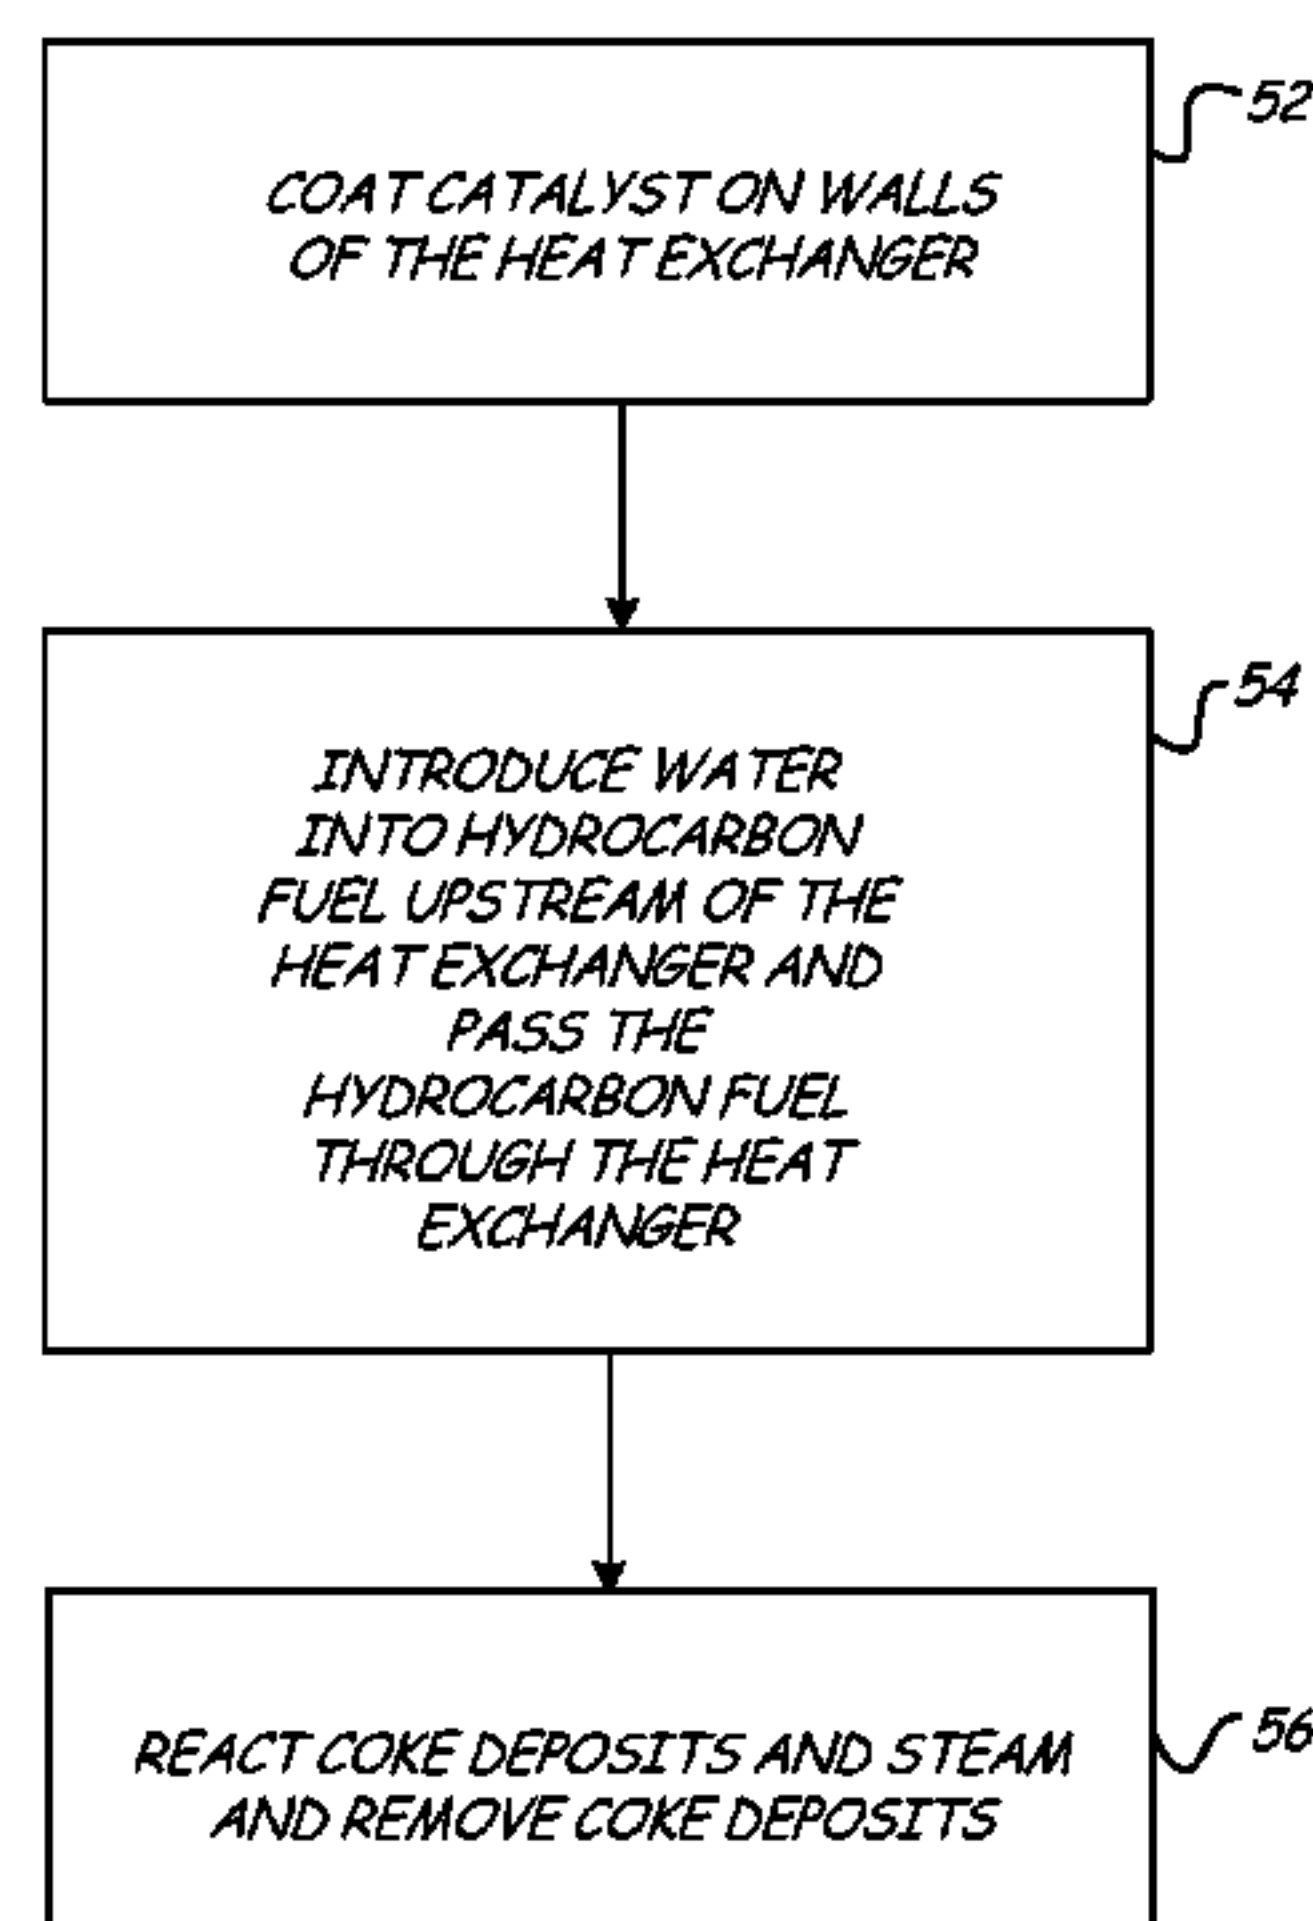 52
COAT CATALYST ON WALLS
OF THE HEAT EXCHANGER
54
INTRODUCE WATER
INTO HYDROCARBON
FUEL UPSTREAM OF THE
HEAT EXCHANGER AND
PASS THE
HYDROCARBON FUEL
THROUGH THE HEAT
EXCHANGER
56
REACT COKE DEPOSITS AND STEAM
AND REMOVE COKE DEPOSITS